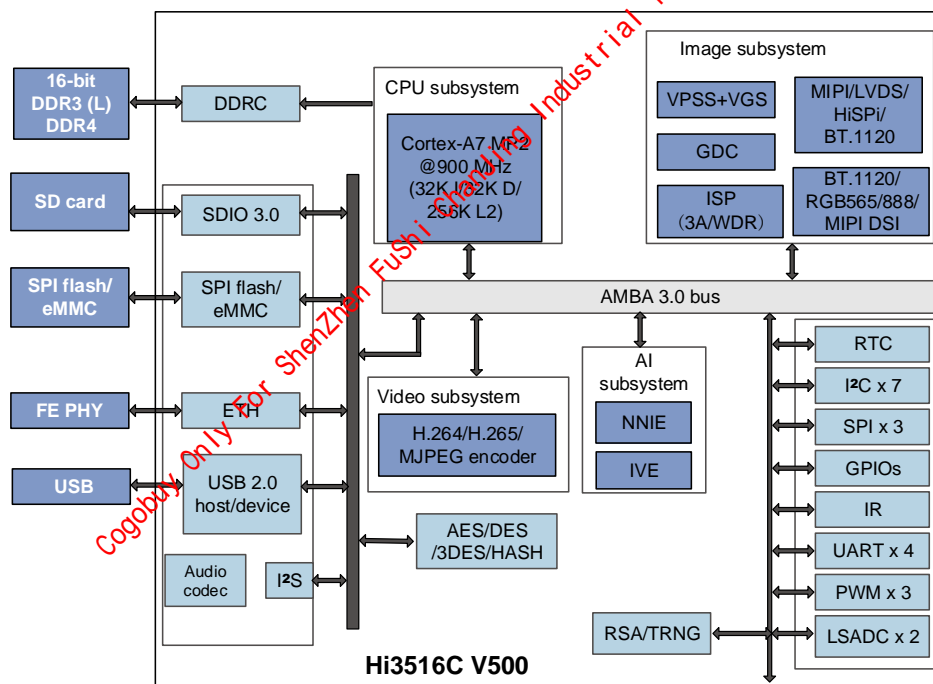 16-bit
DDR3 (L)
DDR4
DDRC
SD card
SDIO 3.0
SPI flash/
eMMC
SPI flash/
eMMC
FE PHY
ETH
USB
USB 2.0
host/device
Audio
codec
I²S
CPU subsystem
Cortex-A7 MP2
@900 MHz
(32K I/32K D/
256K L2)
Image subsystem
VPSS+VGS
GDC
ISP
(3A/WDR)
MIPI/LVDS/
HiSPi/
BT.1120
BT.1120/
RGB565/888/
MIPI DSI
AMBA 3.0 bus
Video subsystem
H.264/H.265/
MJPEG encoder
AI
subsystem
NNIE
IVE
AES/DES
/3DES/HASH
RSA/TRNG
RTC
I²C x 7
SPI x 3
GPIOs
IR
UART x 4
PWM x 3
LSADC x 2
Hi3516C V500
Cogobuy Only For ShenZhen FuShi ChanJing Industrial